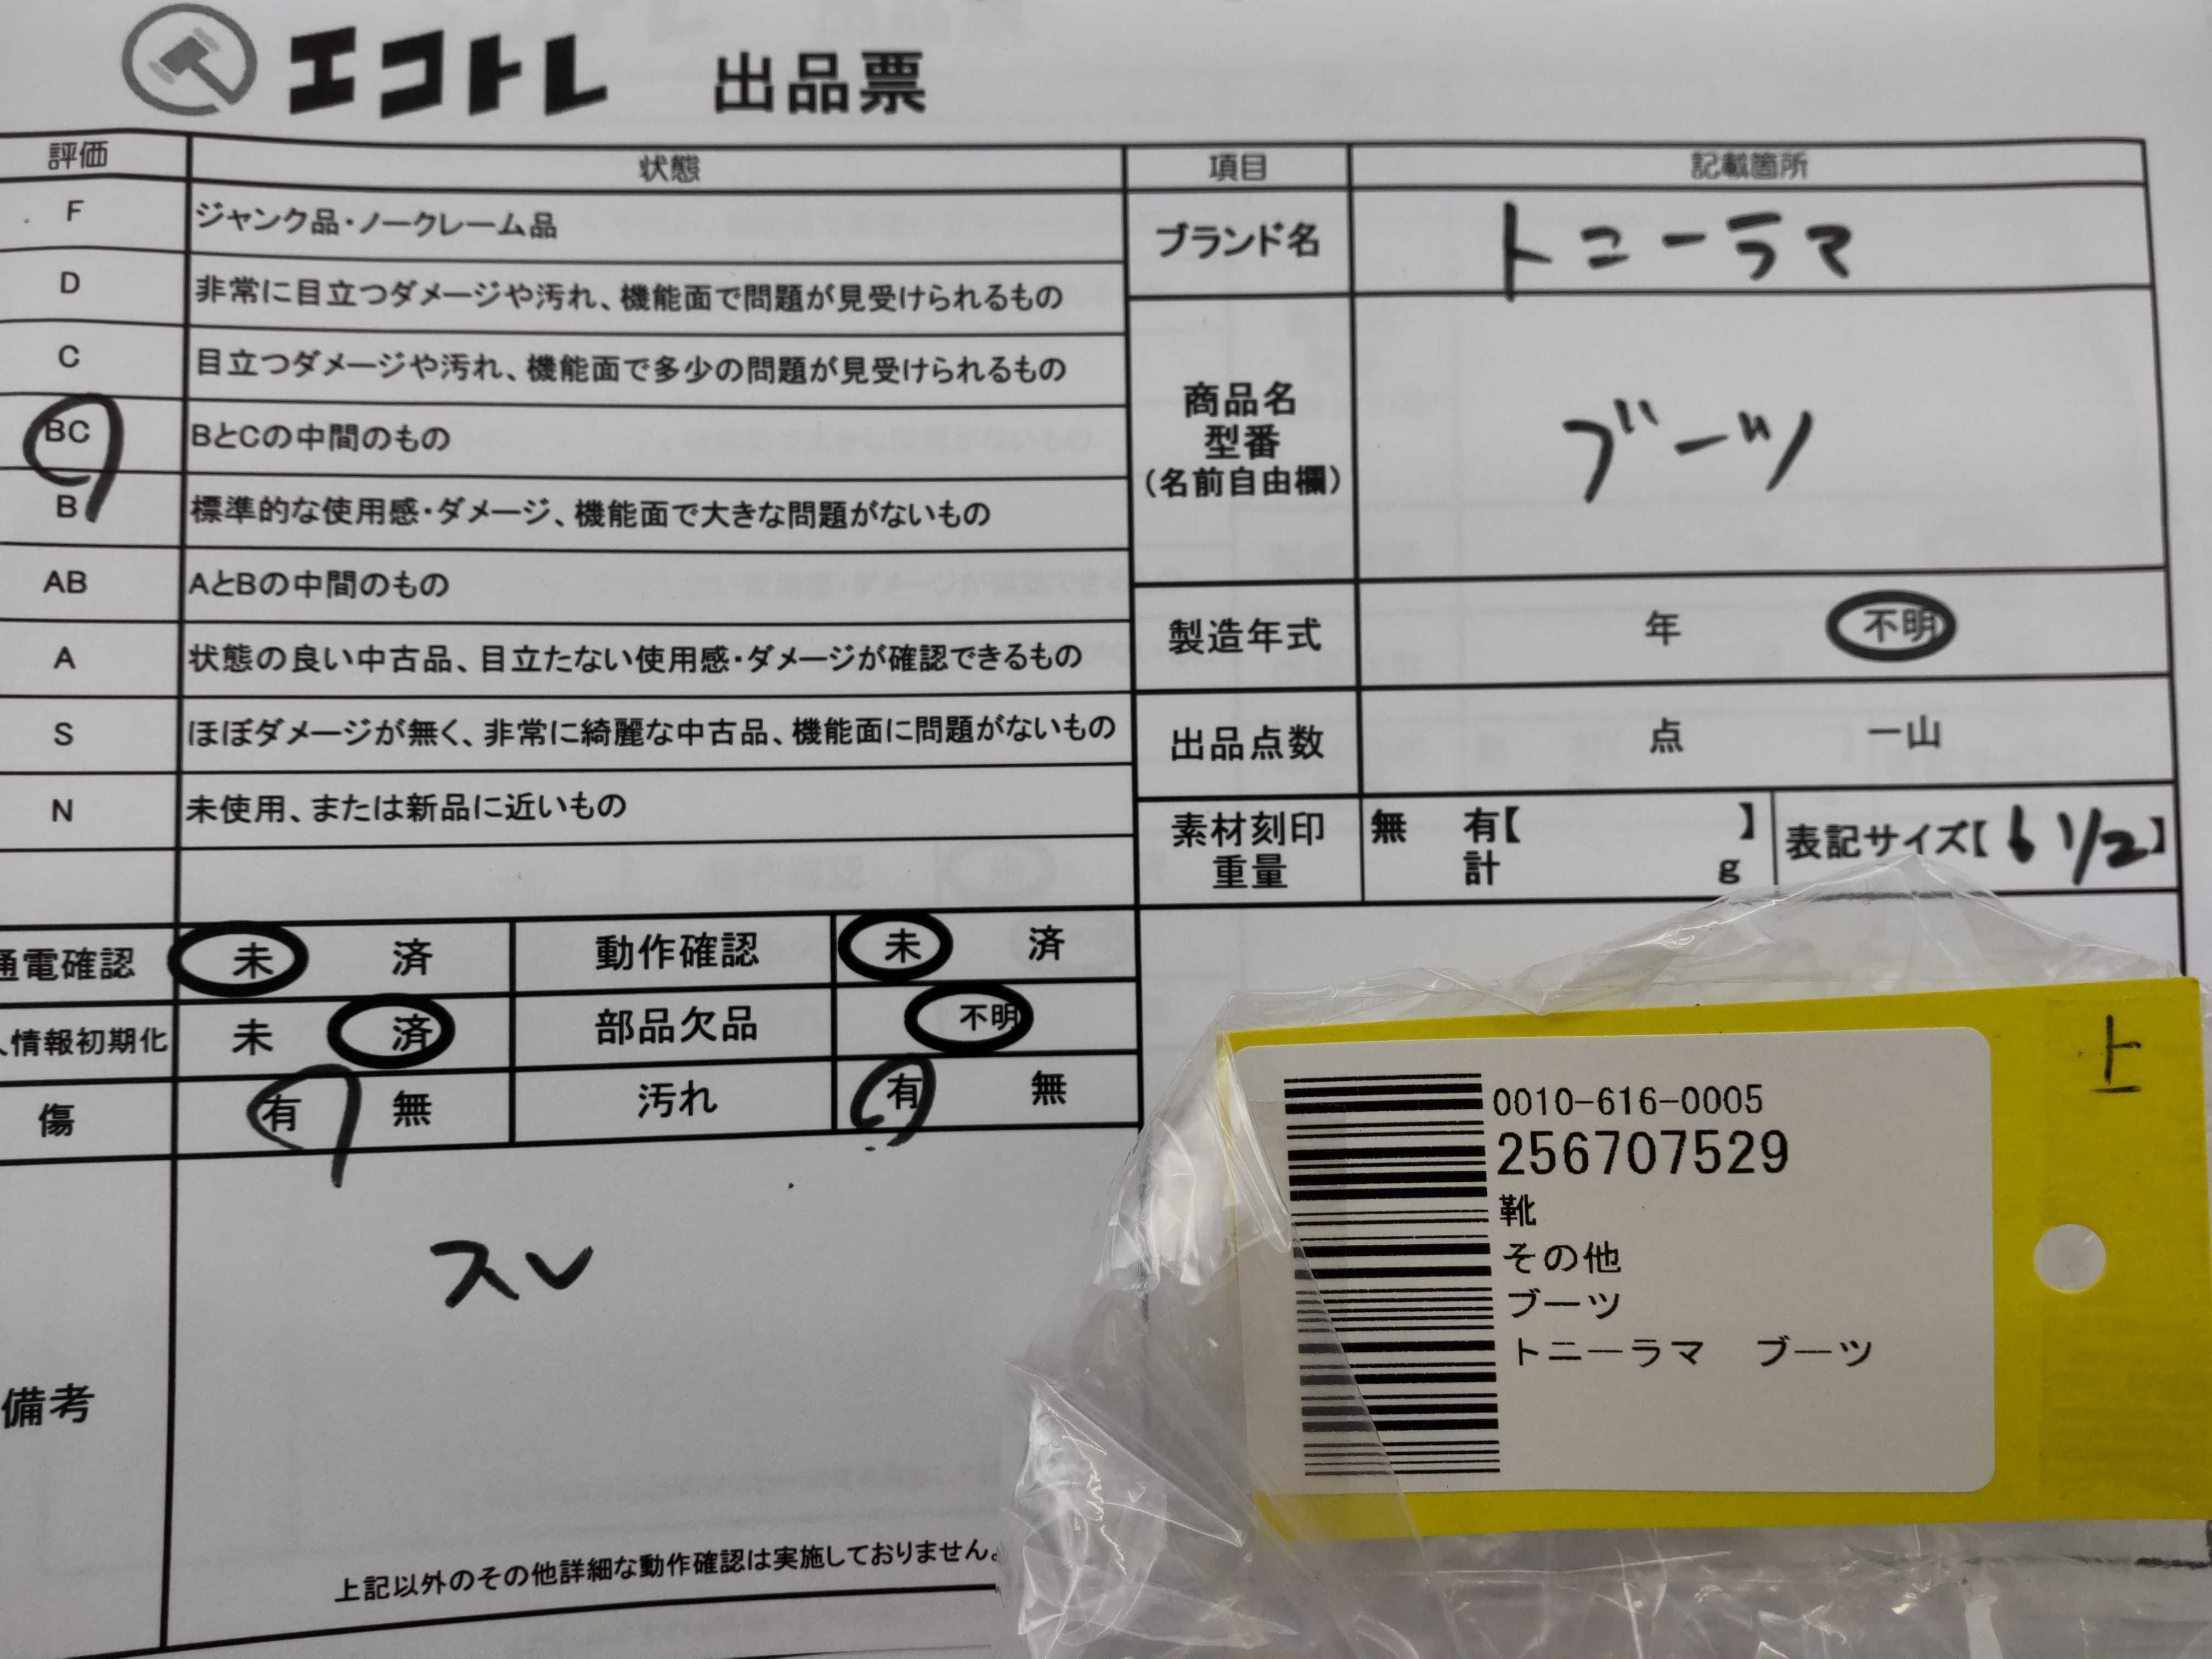 エコトレ 出品票
評価 状態 項目 記載箇所
F ジャンク品・ノークレーム品
D 非常に目立つダメージや汚れ、機能面で問題が見受けられるもの
C 目立つダメージや汚れ、機能面で多少の問題が見受けられるもの
BC BとCの中間のもの
B 標準的な使用感・ダメージ、機能面で大きな問題がないもの
AB AとBの中間のもの
A 状態の良い中古品、目立たない使用感・ダメージが確認できるもの
S ほぼダメージが無く、非常に綺麗な中古品、機能面に問題がないもの
N 未使用、または新品に近いもの
ブランド名 トニーラマ
商品名
型番
(名前自由欄)
ブーツ
製造年式 年 不明
出品点数 点 一山
素材刻印 無 有【 】
重量 計 g
表記サイズ【6 1/2】
通電確認 未 済 動作確認 未 済
人情報初期化 未 済 部品欠品 不明
傷 有 無 汚れ 有 無
備考
スレ
上記以外のその他詳細な動作確認は実施しておりません。
上
0010-616-0005
256707529
靴
その他
ブーツ
トニーラマ ブーツ